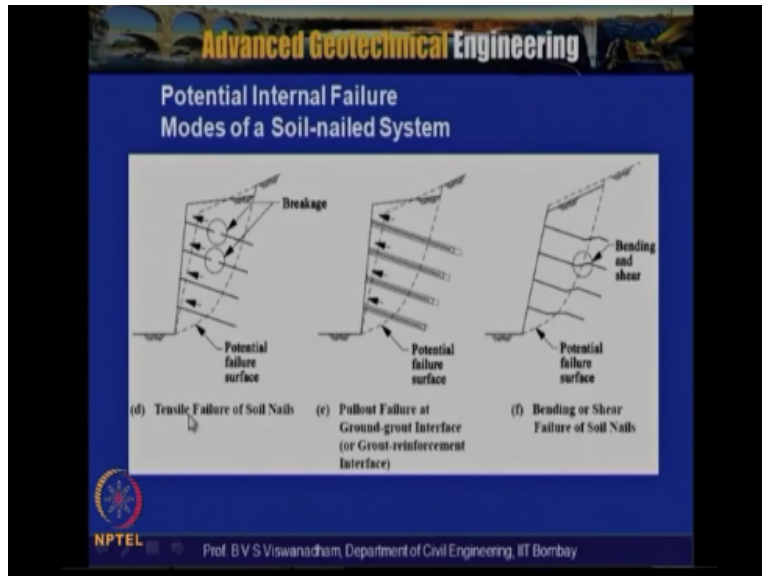 Advanced Geotechnical Engineering
Potential Internal Failure
Modes of a Soil-nailed System
Breakage
Potential
failure
surface
(d) Tensile Failure of Soil Nails
Potential
failure
surface
(e) Pullout Failure at
Ground-grout Interface
(or Grout-reinforcement
Interface)
Bending
and
shear
Potential
failure
surface
(f) Bending or Shear
Failure of Soil Nails
NPTEL
Prof. B V S Viswanadham, Department of Civil Engineering, IIT Bombay